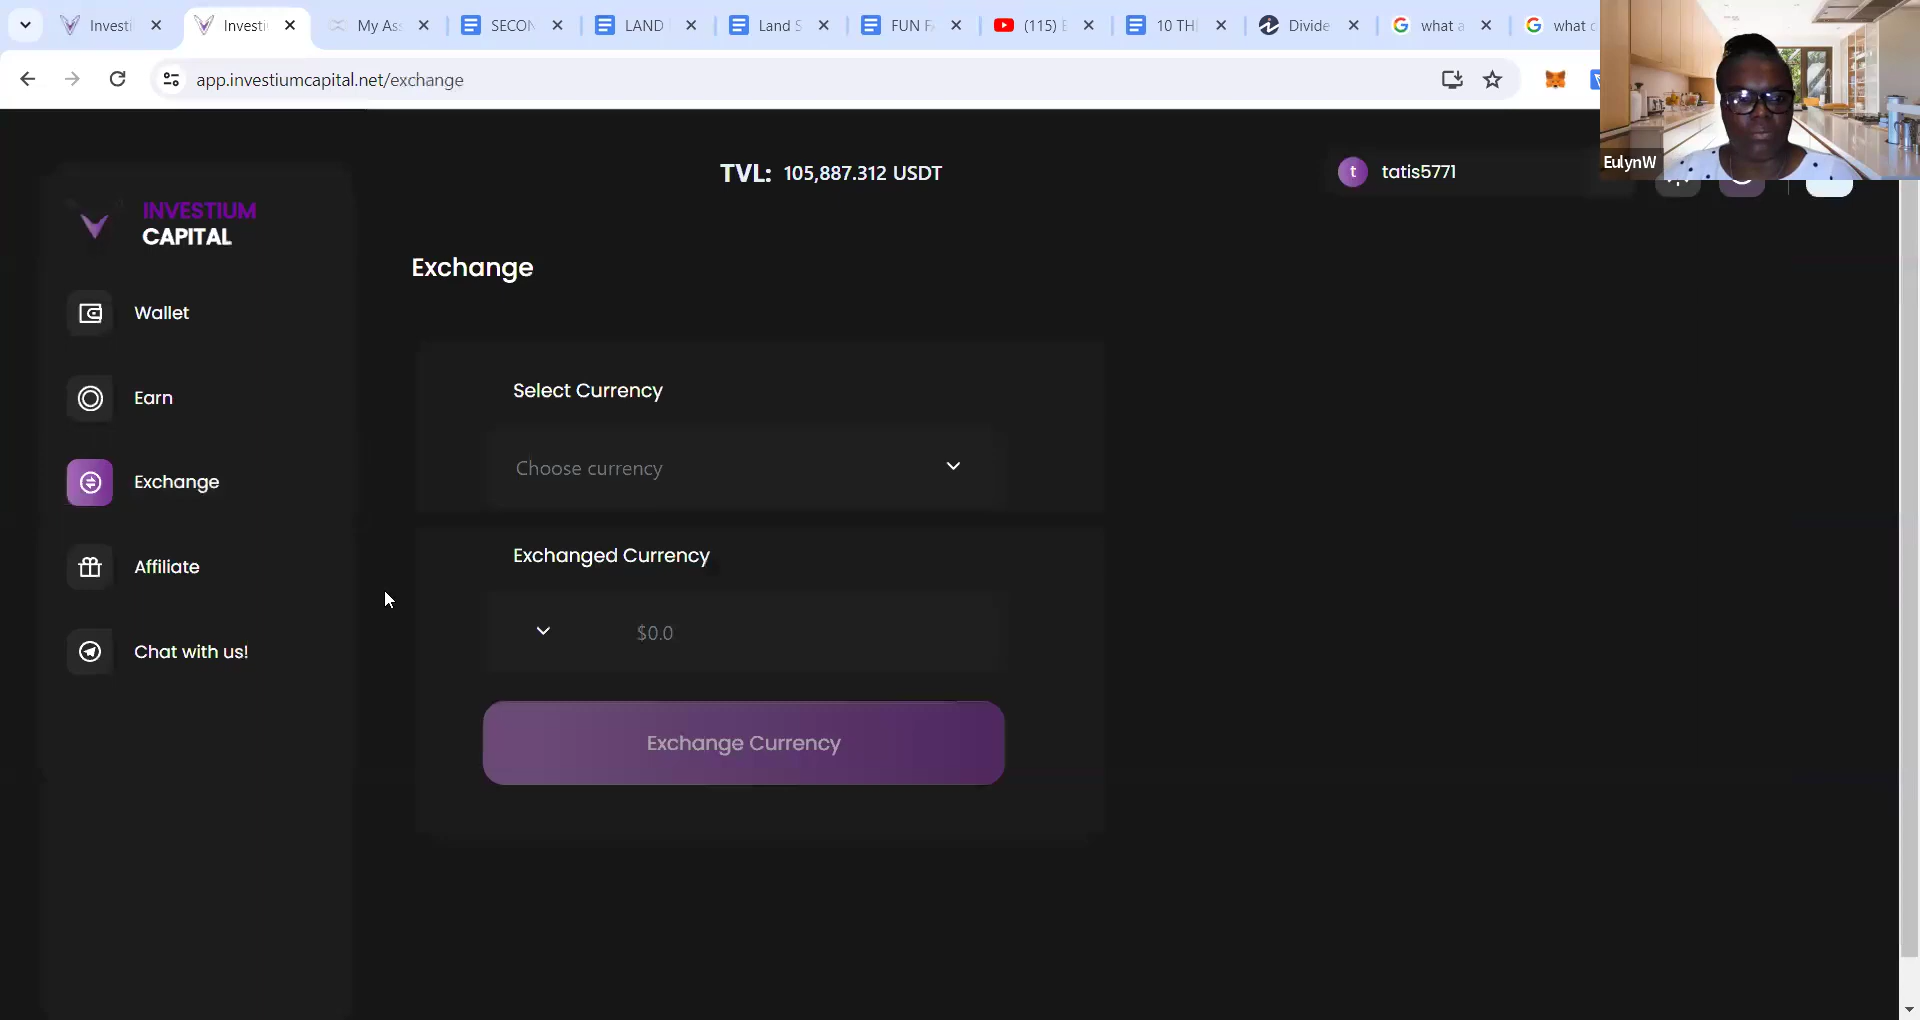 Investi
Investi
My Ass
SECON
LAND
Land S
FUN FA
(115) E
10 TH
Divide
what a
what c
app.investiumcapital.net/exchange
EulynW
TVL: 105,887.312 USDT
t
tatis5771
INVESTIUM
CAPITAL
Exchange
Wallet
Select Currency
Earn
Choose currency
Exchange
Exchanged Currency
Affiliate
$0.0
Chat with us!
Exchange Currency